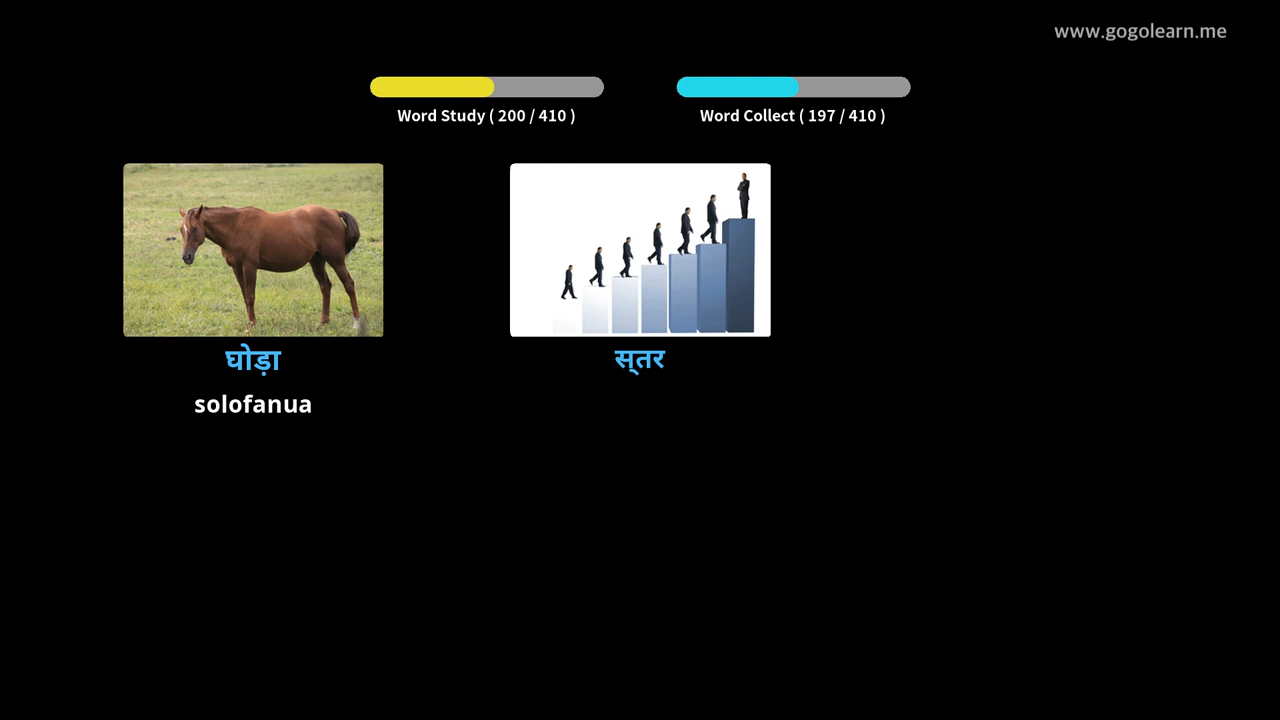 www.gogolearn.me
Word Study ( 200 / 410 )
Word Collect ( 197 / 410 )
घोड़ा
स्तर
solofanua